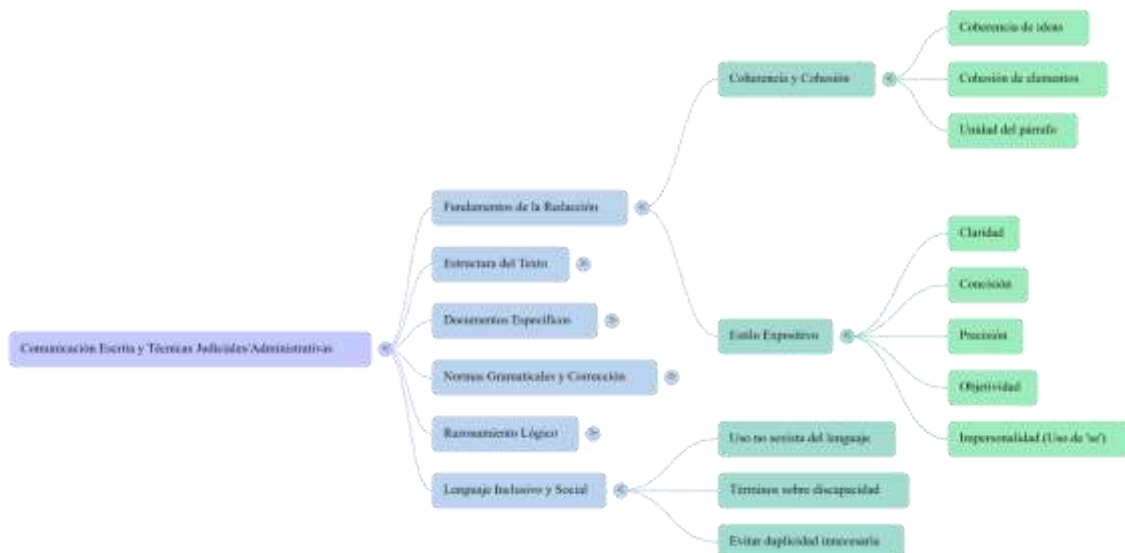 Comunicación Escrita y Técnicas Judiciales/Administrativas
Fundamentos de la Redacción
Coherencia y Cohesión
Coherencia de ideas
Cohesión de elementos
Unidad del párrafo
Estilo Expositivo
Claridad
Concisión
Precisión
Objetividad
Impersonalidad (Uso de 'se')
Estructura del Texto
Documentos Específicos
Normas Gramaticales y Corrección
Razonamiento Lógico
Lenguaje Inclusivo y Social
Uso no sexista del lenguaje
Términos sobre discapacidad
Evitar duplicidad innecesaria